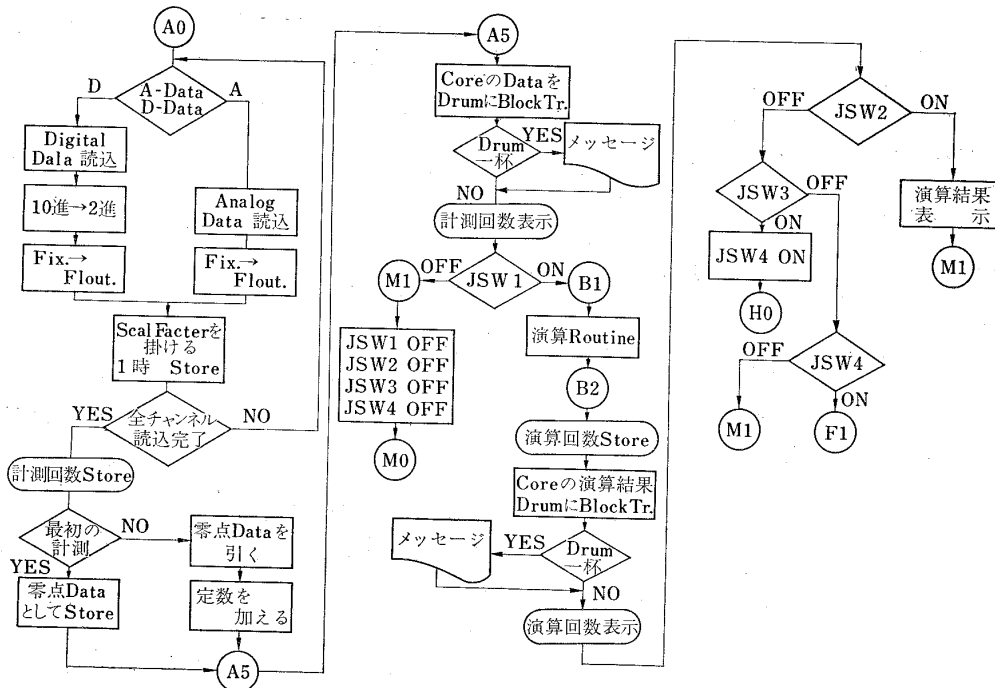 A0
A-Data
D-Data
D
A
Digital
Dala 読込
10進→2進
Fix.→
Flout.
Analog
Data 読込
Fix.→
Flout.
Scal Facterを
掛ける
1時 Store
全チャンネル
読込完了
YES
NO
計測回数Store
最初の
計測
NO
YES
零点Data
としてStore
零点Dataを
引く
定数を
加える
A5
A5
CoreのDataを
DrumにBlockTr.
Drum
一杯
YES
メッセージ
NO
計測回数表示
JSW 1
OFF
ON
M1
JSW1 OFF
JSW2 OFF
JSW3 OFF
JSW4 OFF
M0
B1
演算Routine
B2
演算回数Store
Coreの演算結果
DrumにBlockTr.
Drum
一杯
YES
メッセージ
NO
演算回数表示
JSW2
OFF
ON
JSW3
OFF
ON
JSW4 ON
H0
演算結果
表 示
M1
JSW4
OFF
ON
M1
F1